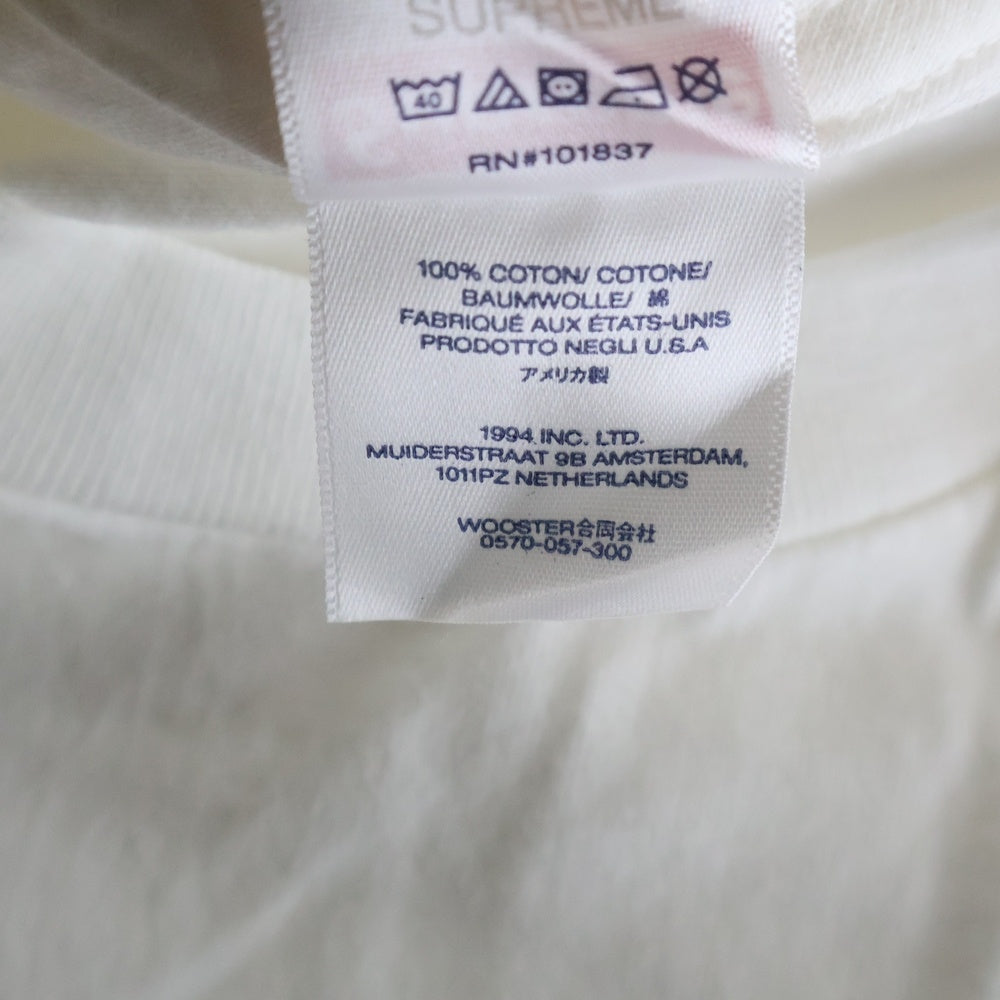 SUPREME
40
RN#101837
100% COTON/ COTONE/
BAUMWOLLE/ 綿
FABRIQUÉ AUX ÉTATS-UNIS
PRODOTTO NEGLI U.S.A
アメリカ製
1994 INC. LTD.
MUIDERSTRAAT 9B AMSTERDAM,
1011PZ NETHERLANDS
WOOSTER合同会社
0570-057-300